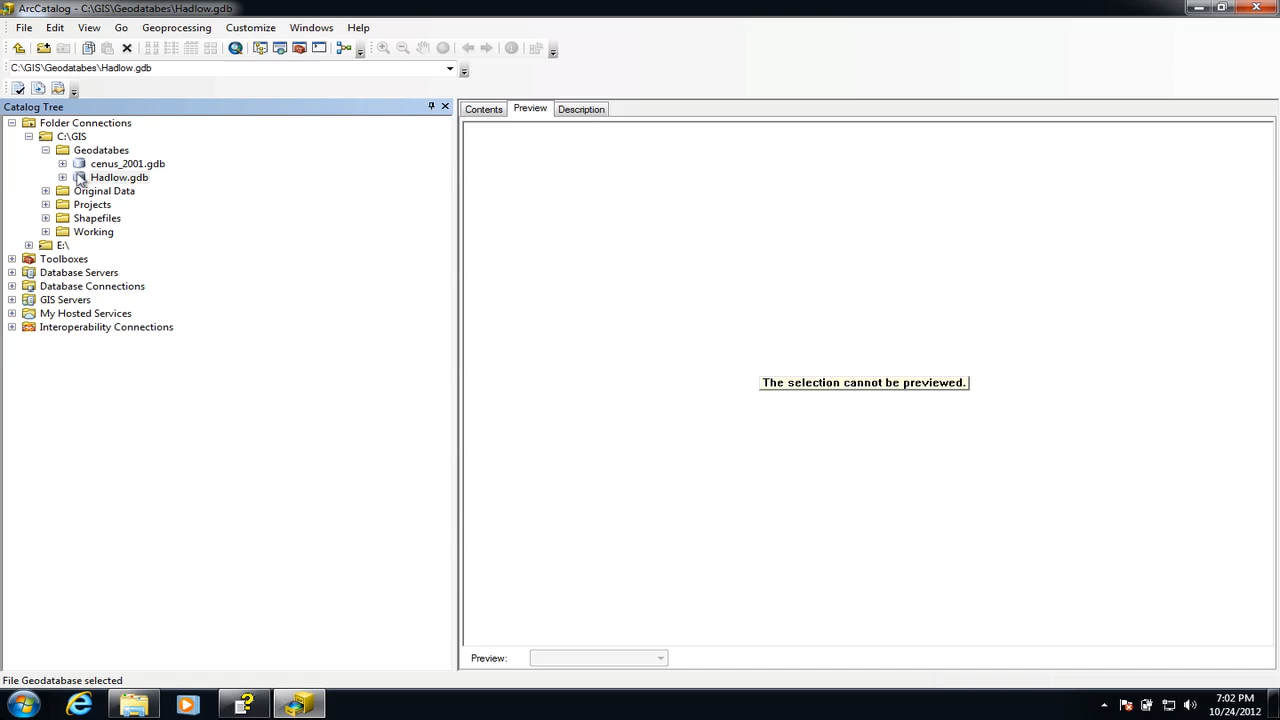 ArcCatalog - C:\GIS\Geodatabes\Hadlow.gdb
File Edit View Go Geoprocessing Customize Windows Help
C:\GIS\Geodatabes\Hadlow.gdb
Catalog Tree
Contents Preview Description
Folder Connections
C:\GIS
Geodatabes
cenus_2001.gdb
Hadlow.gdb
Original Data
Projects
Shapefiles
Working
E:\
Toolboxes
Database Servers
Database Connections
GIS Servers
My Hosted Services
Interoperability Connections
The selection cannot be previewed.
Preview:
File Geodatabase selected
7:02 PM
10/24/2012